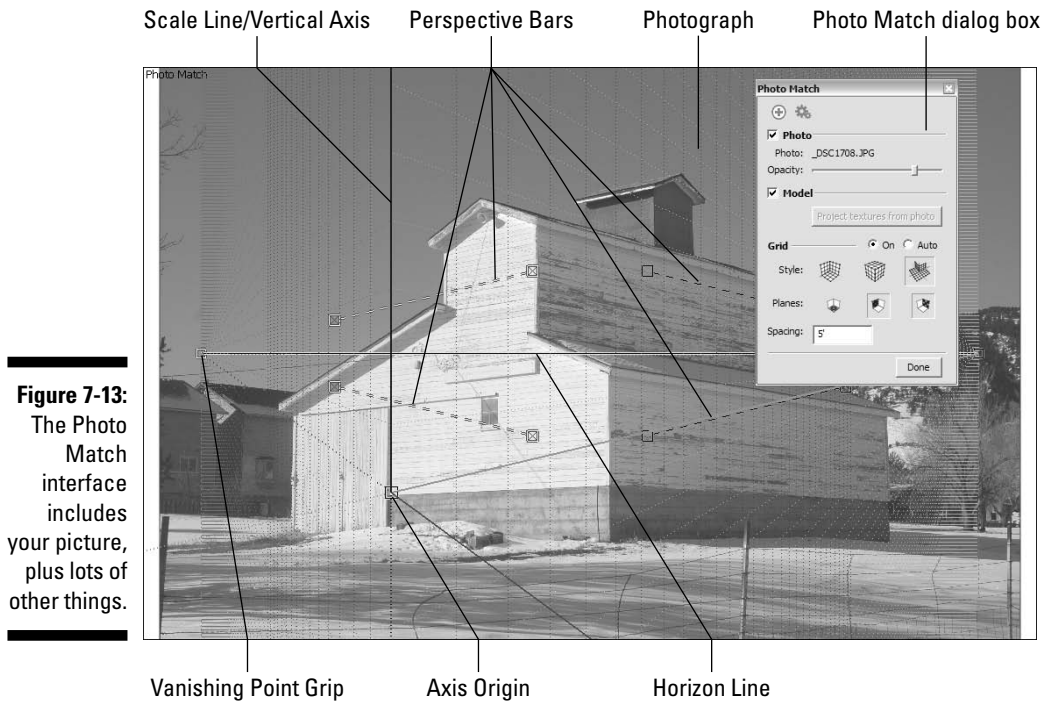 Scale Line/Vertical Axis
Perspective Bars
Photograph
Photo Match dialog box
Photo Match
Photo Match
Photo
Photo: _DSC1708.JPG
Opacity:
Model
Project textures from photo
Grid
On
Auto
Style:
Planes:
Spacing: 5'
Done
Figure 7-13:
The Photo
Match
interface
includes
your picture,
plus lots of
other things.
Vanishing Point Grip
Axis Origin
Horizon Line